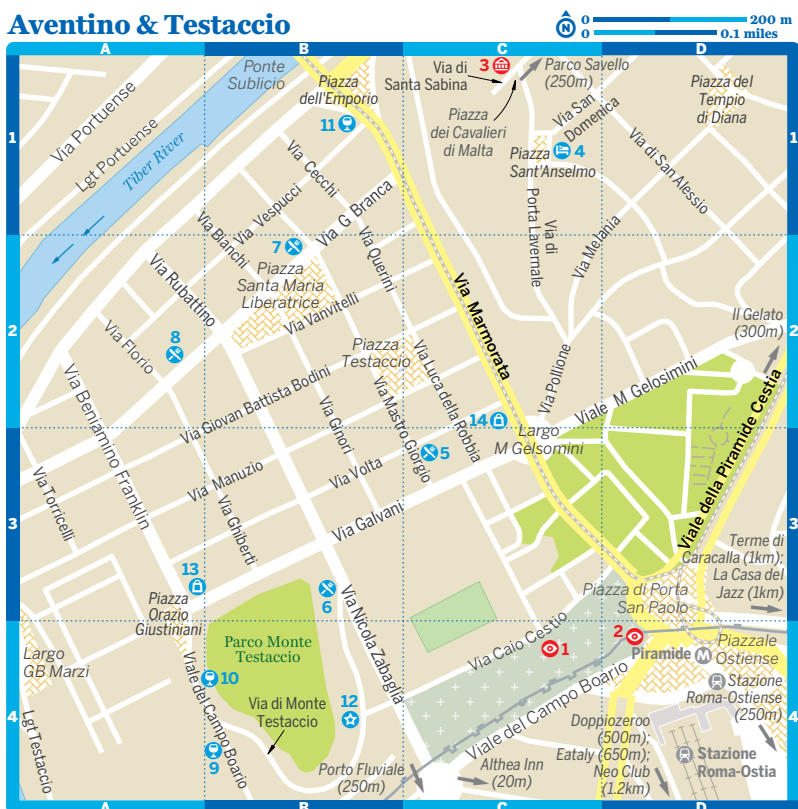 Aventino & Testaccio
N
0 200 m
0 0.1 miles
A B C D
1
2
3
4
1
2
3
4
A B C D
Ponte
Sublicio
Piazza
dell'Emporio
3
Via di
Santa Sabina
Parco Savello
(250m)
Piazza
dei Cavalieri
di Malta
Via San
Domenica
Piazza del
Tempio
di Diana
Via Portuense
Lgt Portuense
Tiber River
11
Via Cecchi
4
Piazza
Sant'Anselmo
Via di San Alessio
Via Vespucci
Via G Branca
Via Bianchi
7
Via Querini
Via di
Porta Lavernale
Via Melania
Piazza
Santa Maria
Liberatrice
Via Rubattino
Via Vanvitelli
Via Marmorata
Il Gelato
(300m)
Via Florio
8
Piazza
Testaccio
Via Luca della Robbia
Via Pollione
Viale M Gelosimini
Via Beniamino Franklin
Via Giovan Battista Bodini
Via Ginori
Via Mastro Giorgio
14
Largo
M Gelsomini
Viale della Piramide Cestia
5
Via Torricelli
Via Manuzio
Via Volta
Via Ghiberti
Via Galvani
Terme di
Caracalla (1km);
La Casa del
Jazz (1km)
13
6
Piazza
Orazio
Giustiniani
Piazza di Porta
San Paolo
Via Nicola Zabaglia
Parco Monte
Testaccio
Via Caio Cestio
1
2
Piramide
M
Piazzale
Ostiense
Largo
GB Marzi
Viale del Campo Boario
10
Via di Monte
Testaccio
12
Viale del Campo Boario
Stazione
Roma-Ostiense
(250m)
Lgt Testaccio
9
Porto Fluviale
(250m)
Althea Inn
(20m)
Doppiozeroo
(500m);
Eataly (650m);
Neo Club
(1.2km)
Stazione
Roma-Ostia